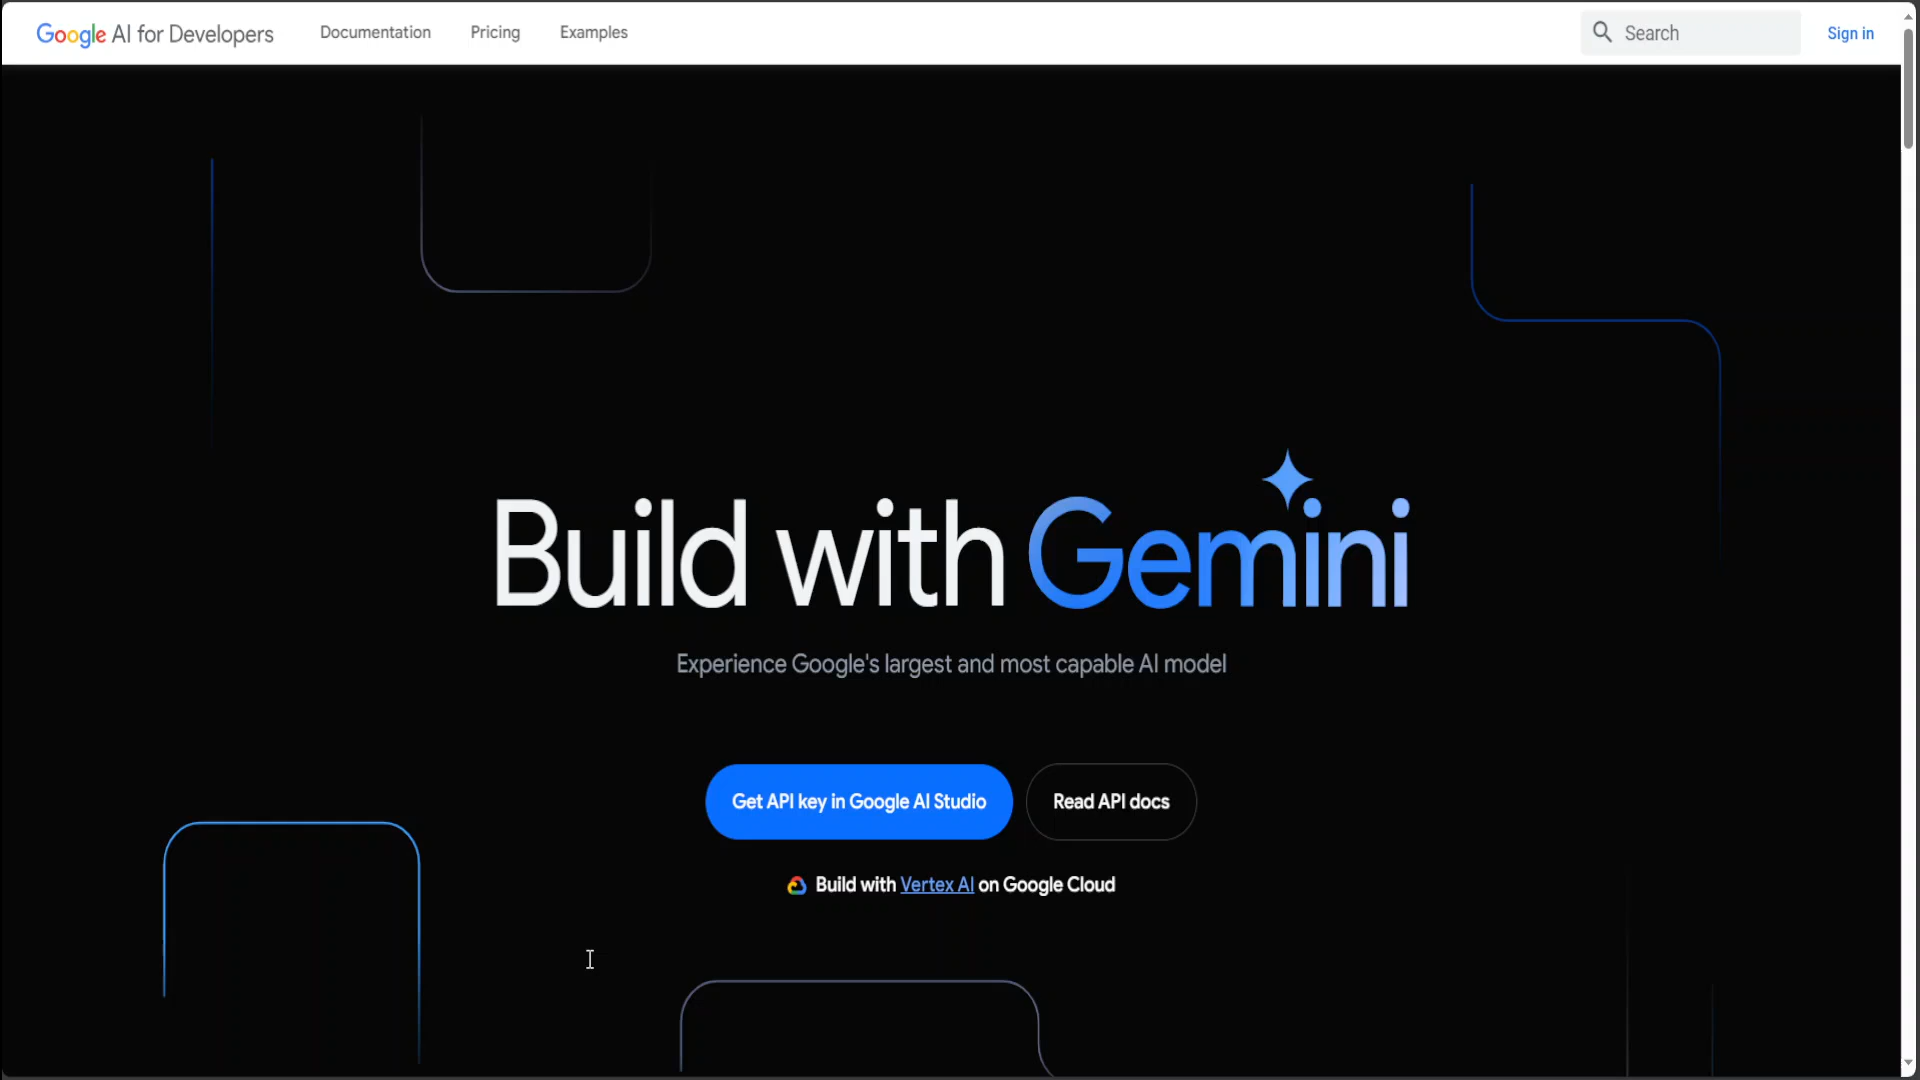 Google AI for Developers
Documentation
Pricing
Examples
Search
Sign in
Build with Gemini
Experience Google's largest and most capable AI model
Get API key in Google AI Studio
Read API docs
Build with Vertex AI on Google Cloud